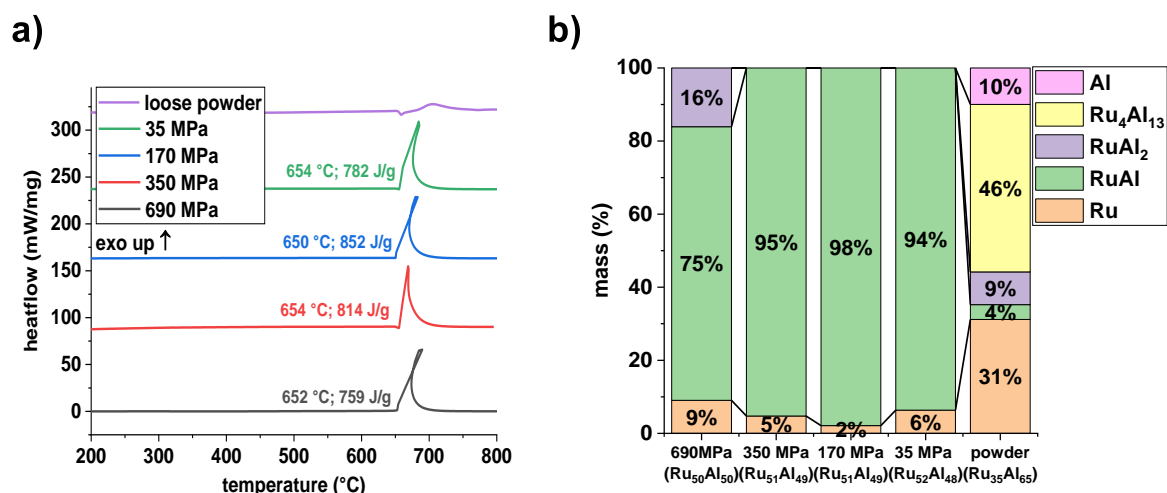 a)
loose powder
35 MPa
170 MPa
350 MPa
690 MPa
exo up ↑
654 °C; 782 J/g
650 °C; 852 J/g
654 °C; 814 J/g
652 °C; 759 J/g
heatflow (mW/mg)
300
250
200
150
100
50
0
200 300 400 500 600 700 800
temperature (°C)
b)
mass (%)
100
80
60
40
20
0
16%
75%
9%
95%
5%
98%
2%
94%
6%
10%
46%
9%
4%
31%
Al
Ru₄Al₁₃
RuAl₂
RuAl
Ru
690MPa 350 MPa 170 MPa 35 MPa powder
(Ru₅₀Al₅₀) (Ru₅₁Al₄₉) (Ru₅₁Al₄₉) (Ru₅₂Al₄₈) (Ru₃₅Al₆₅)